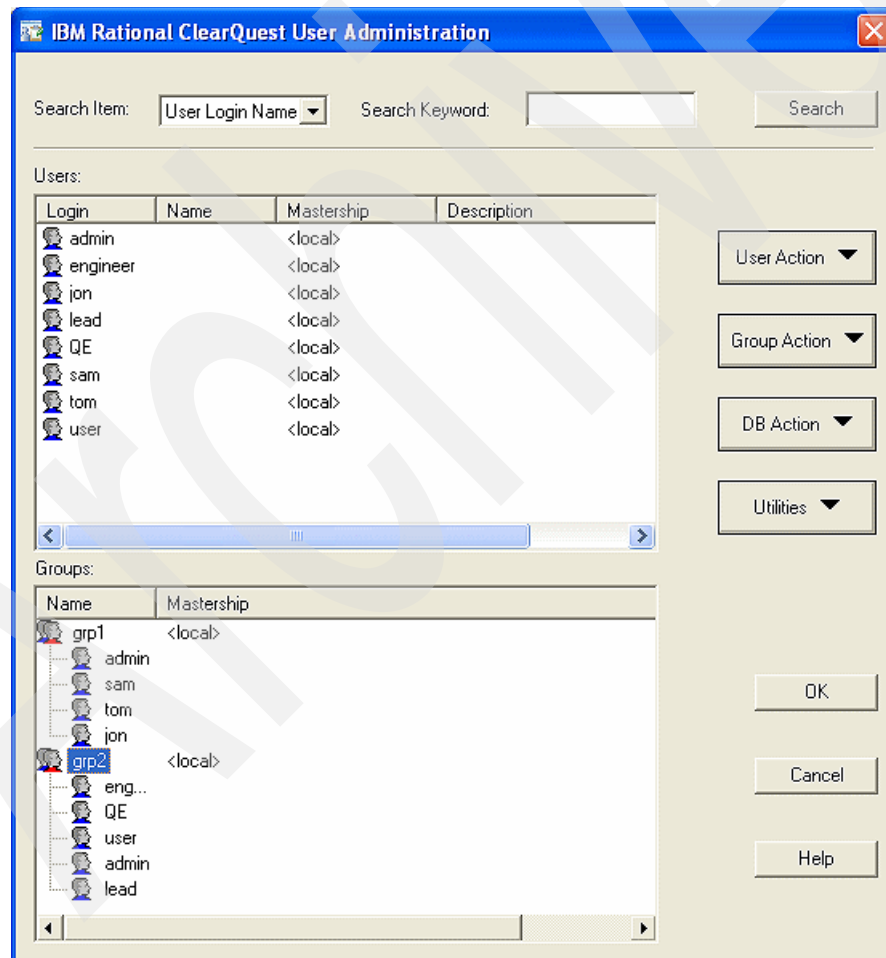 IBM Rational ClearQuest User Administration
Search Item: User Login Name Search Keyword: Search
Users:
Login Name Mastership Description
admin <local>
engineer <local>
jon <local>
lead <local>
QE <local>
sam <local>
tom <local>
user <local>
User Action
Group Action
DB Action
Utilities
Groups:
Name Mastership
grp1 <local>
admin
sam
tom
jon
grp2 <local>
eng...
QE
user
admin
lead
OK
Cancel
Help